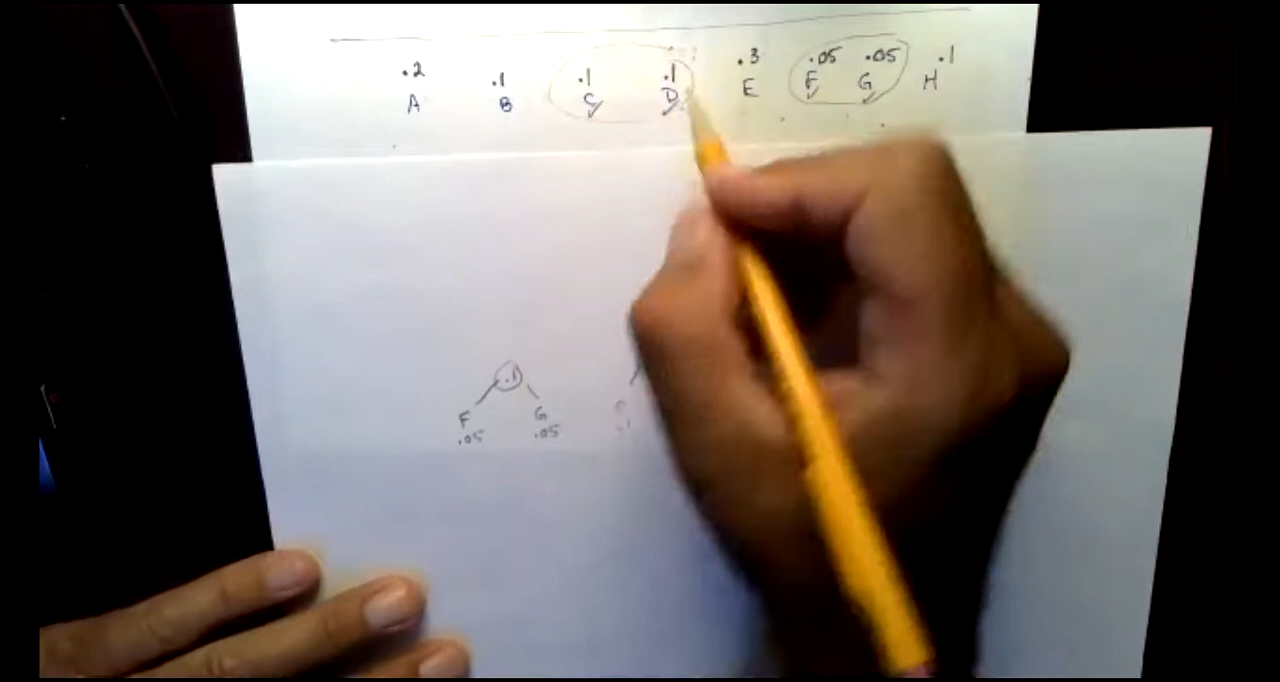 .2 .1 .1 .1 .3 .05 .05 .1
A B C D E F G H
.1
F G
.05 .05